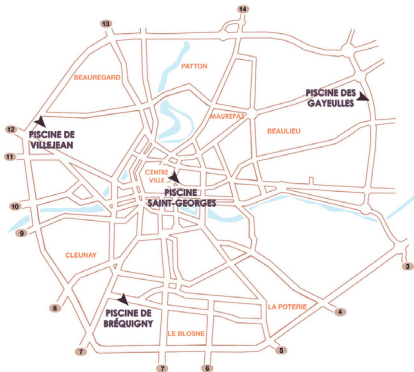 14
13
PATTON
BEAUREGARD
PISCINE DES
GAYEULLES
MAUREPAS
12
PISCINE DE
VILLEJEAN
BEAULIEU
11
CENTRE
VILLE
PISCINE
SAINT-GEORGES
10
9
CLEUNAY
3
8
PISCINE DE
BRÉQUIGNY
LA POTERIE
4
LE BLOSNE
7
5
7
6